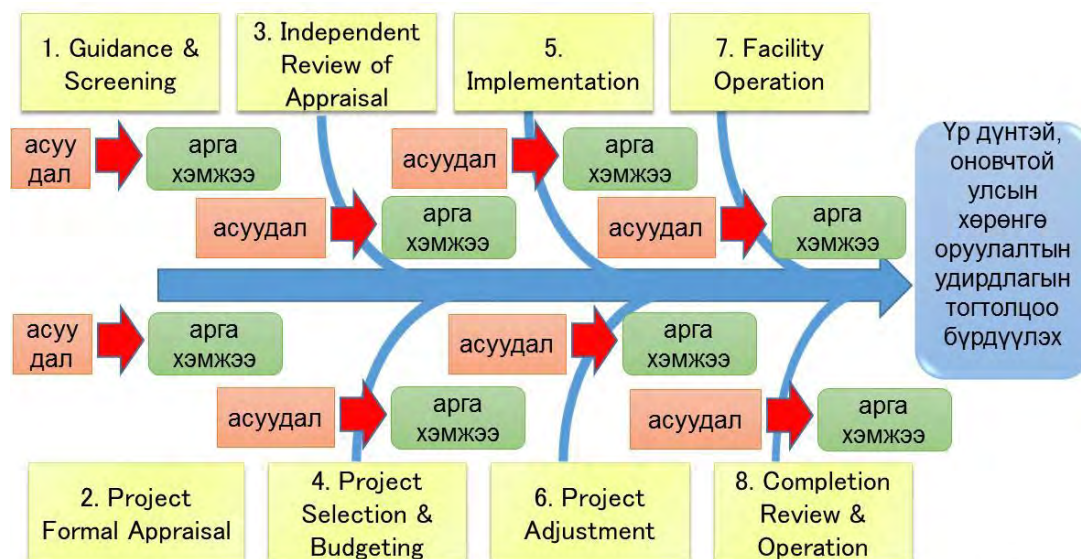 1. Guidance &
Screening
3. Independent
Review of
Appraisal
5.
Implementation
7. Facility
Operation
асуу
дал
арга
хэмжээ
асуудал
арга
хэмжээ
асуудал
арга
хэмжээ
асуудал
арга
хэмжээ
Үр дүнтэй,
оновчтой
улсын
хөрөнгө
оруулалтын
удирдлагын
тогтолцоо
бүрдүүлэх
асуу
дал
арга
хэмжээ
асуудал
арга
хэмжээ
асуудал
арга
хэмжээ
асуудал
арга
хэмжээ
2. Project
Formal Appraisal
4. Project
Selection &
Budgeting
6. Project
Adjustment
8. Completion
Review &
Operation